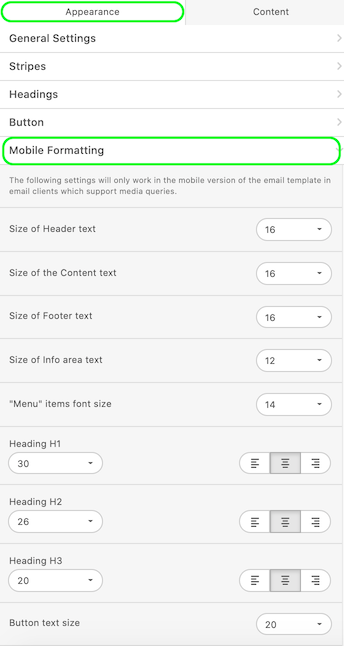 Appearance Content
General Settings
Stripes
Headings
Button
Mobile Formatting
The following settings will only work in the mobile version of the email template in
email clients which support media queries.
Size of Header text 16
Size of the Content text 16
Size of Footer text 16
Size of Info area text 12
"Menu" items font size 14
Heading H1
30
Heading H2
26
Heading H3
20
Button text size 20